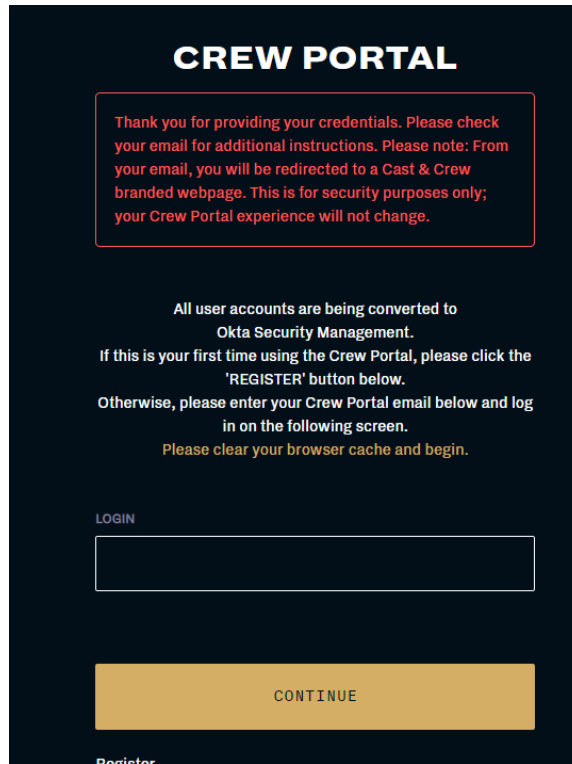 CREW PORTAL
Thank you for providing your credentials. Please check
your email for additional instructions. Please note: From
your email, you will be redirected to a Cast & Crew
branded webpage. This is for security purposes only;
your Crew Portal experience will not change.
All user accounts are being converted to
Okta Security Management.
If this is your first time using the Crew Portal, please click the
'REGISTER' button below.
Otherwise, please enter your Crew Portal email below and log
in on the following screen.
Please clear your browser cache and begin.
LOGIN
CONTINUE
Register